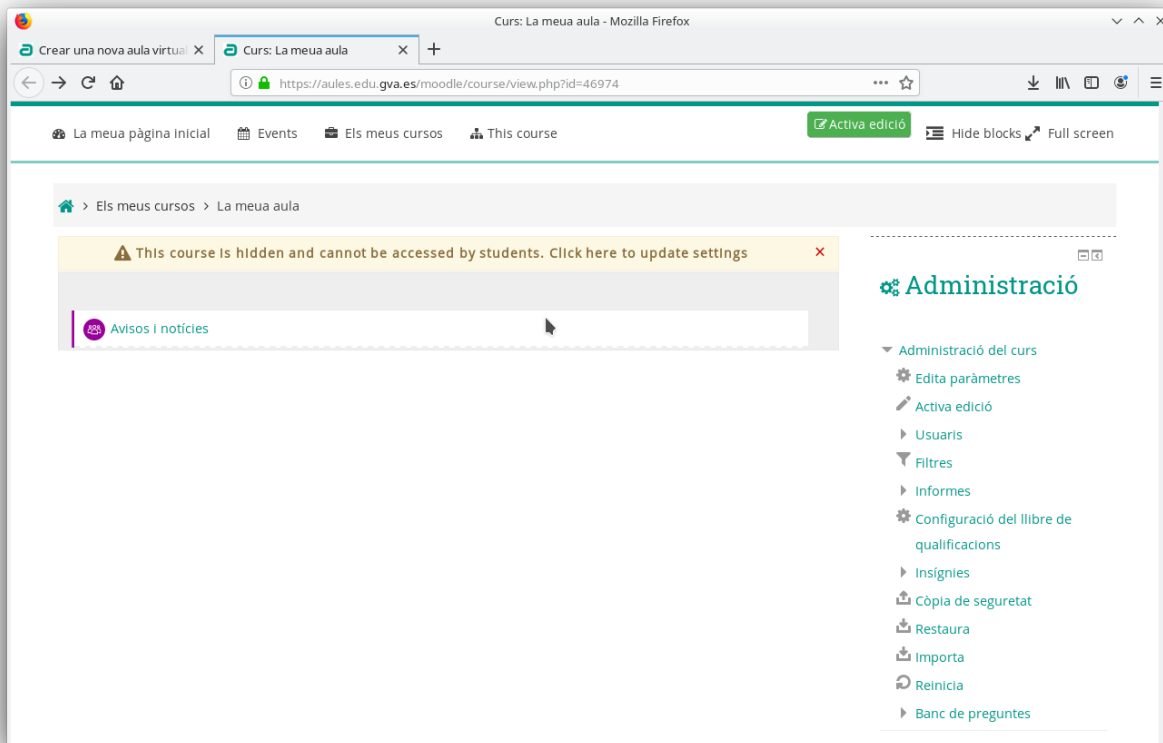 Curs: La meua aula - Mozilla Firefox
Crear una nova aula virtual
Curs: La meua aula
https://aules.edu.gva.es/moodle/course/view.php?id=46974
La meua pàgina inicial Events Els meus cursos This course Activa edició Hide blocks Full screen
Els meus cursos > La meua aula
This course is hidden and cannot be accessed by students. Click here to update settings
Avisos i notícies
Administració
Administració del curs
Edita paràmetres
Activa edició
Usuaris
Filtres
Informes
Configuració del llibre de
qualificacions
Insígnies
Còpia de seguretat
Restaura
Importa
Reinicia
Banc de preguntes